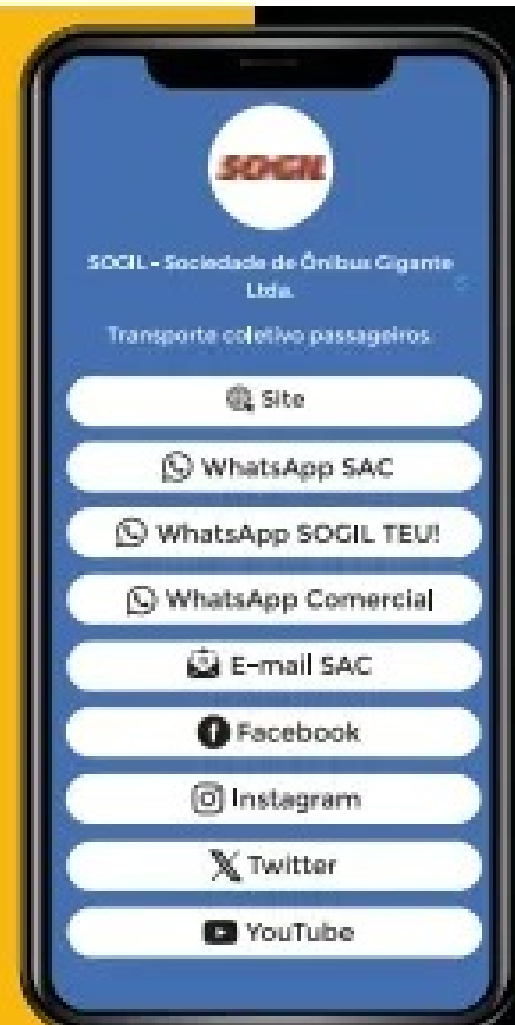 SOGIL
SOGIL - Sociedade de Ônibus Gigante
Ltda.
Transporte coletivo passageiros
Site
WhatsApp SAC
WhatsApp SOGIL TEU!
WhatsApp Comercial
E-mail SAC
Facebook
Instagram
Twitter
YouTube